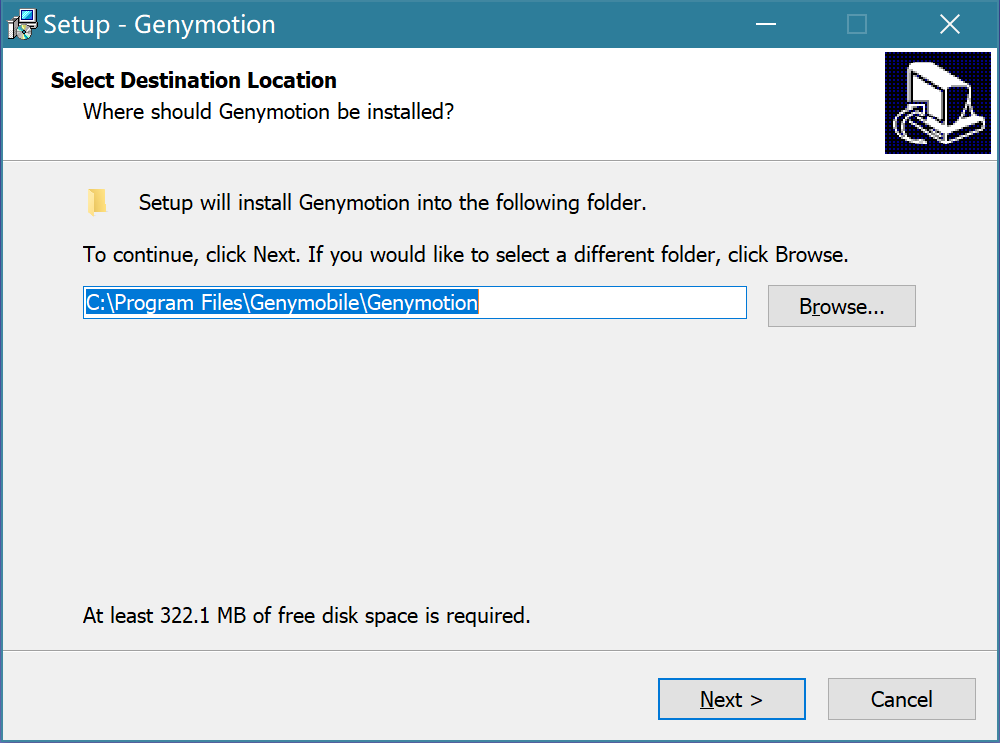 Setup - Genymotion
Select Destination Location
Where should Genymotion be installed?
Setup will install Genymotion into the following folder.
To continue, click Next. If you would like to select a different folder, click Browse.
C:\Program Files\Genymobile\Genymotion
Browse...
At least 322.1 MB of free disk space is required.
Next >
Cancel